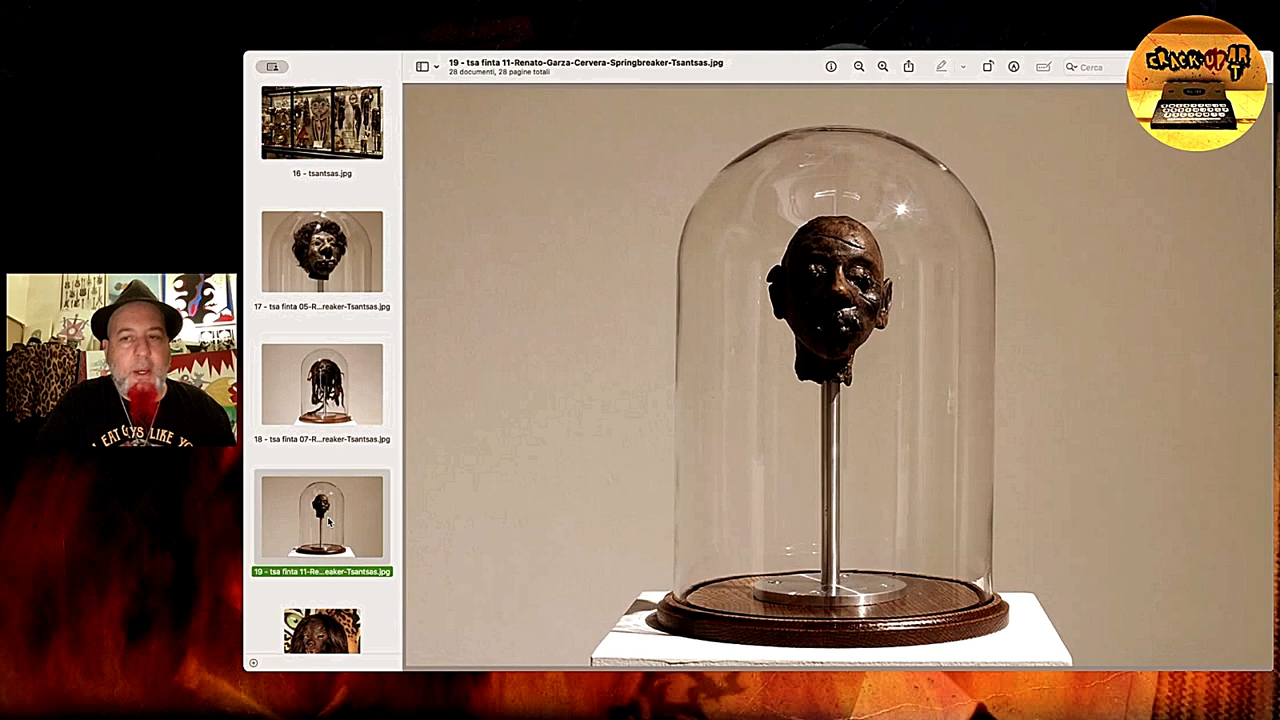 19 - tsa finta 11-Renato-Garza-Cervera-Springbreaker-Tsantsas.jpg
28 documenti, 28 pagine totali
Cerca
CRACK-UP
16 - tsantsas.jpg
17 - tsa finta 05-R...reaker-Tsantsas.jpg
18 - tsa finta 07-R...reaker-Tsantsas.jpg
EAT GUYS LIKE YO
19 - tsa finta 11-Re...eaker-Tsantsas.jpg